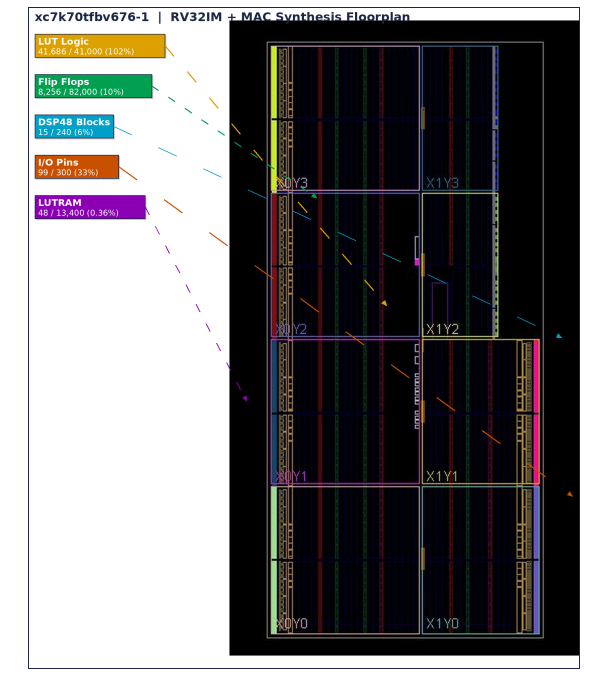 xc7k70tfbv676-1 | RV32IM + MAC Synthesis Floorplan
LUT Logic
41,686 / 41,000 (102%)
Flip Flops
8,256 / 82,000 (10%)
DSP48 Blocks
15 / 240 (6%)
I/O Pins
99 / 300 (33%)
LUTRAM
48 / 13,400 (0.36%)
X0Y3
X1Y3
X0Y2
X1Y2
X0Y1
X1Y1
X0Y0
X1Y0